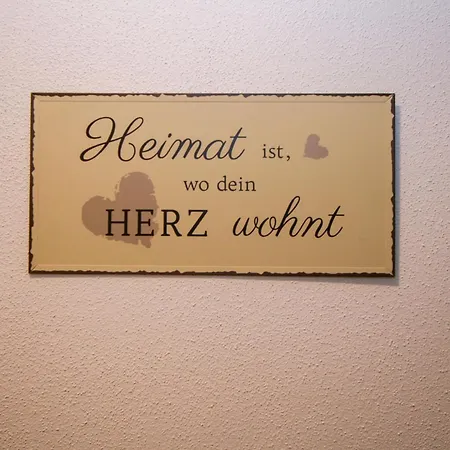 Heimat ist,
wo dein
HERZ wohnt